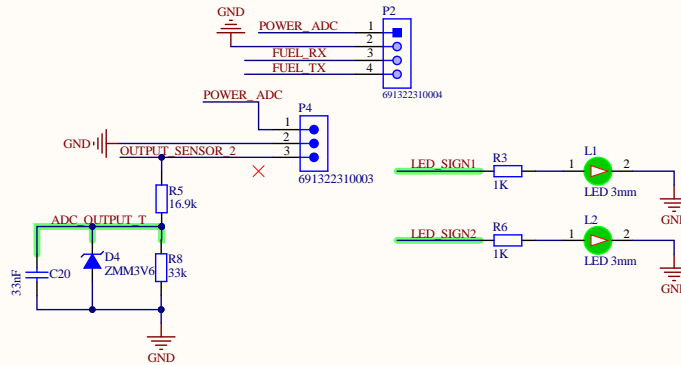 GND
P2
POWER_ADC
1
2
FUEL_RX
3
FUEL_TX
4
691322310004
POWER_ADC
P4
1
GND
2
OUTPUT_SENSOR_2
3
691322310003
R5
16.9k
ADC_OUTPUT_T
D4
ZMM3V6
R8
33k
C20
33nF
GND
LED_SIGN1
R3
1K
L1
1
2
LED 3mm
GND
LED_SIGN2
R6
1K
L2
1
2
LED 3mm
GND